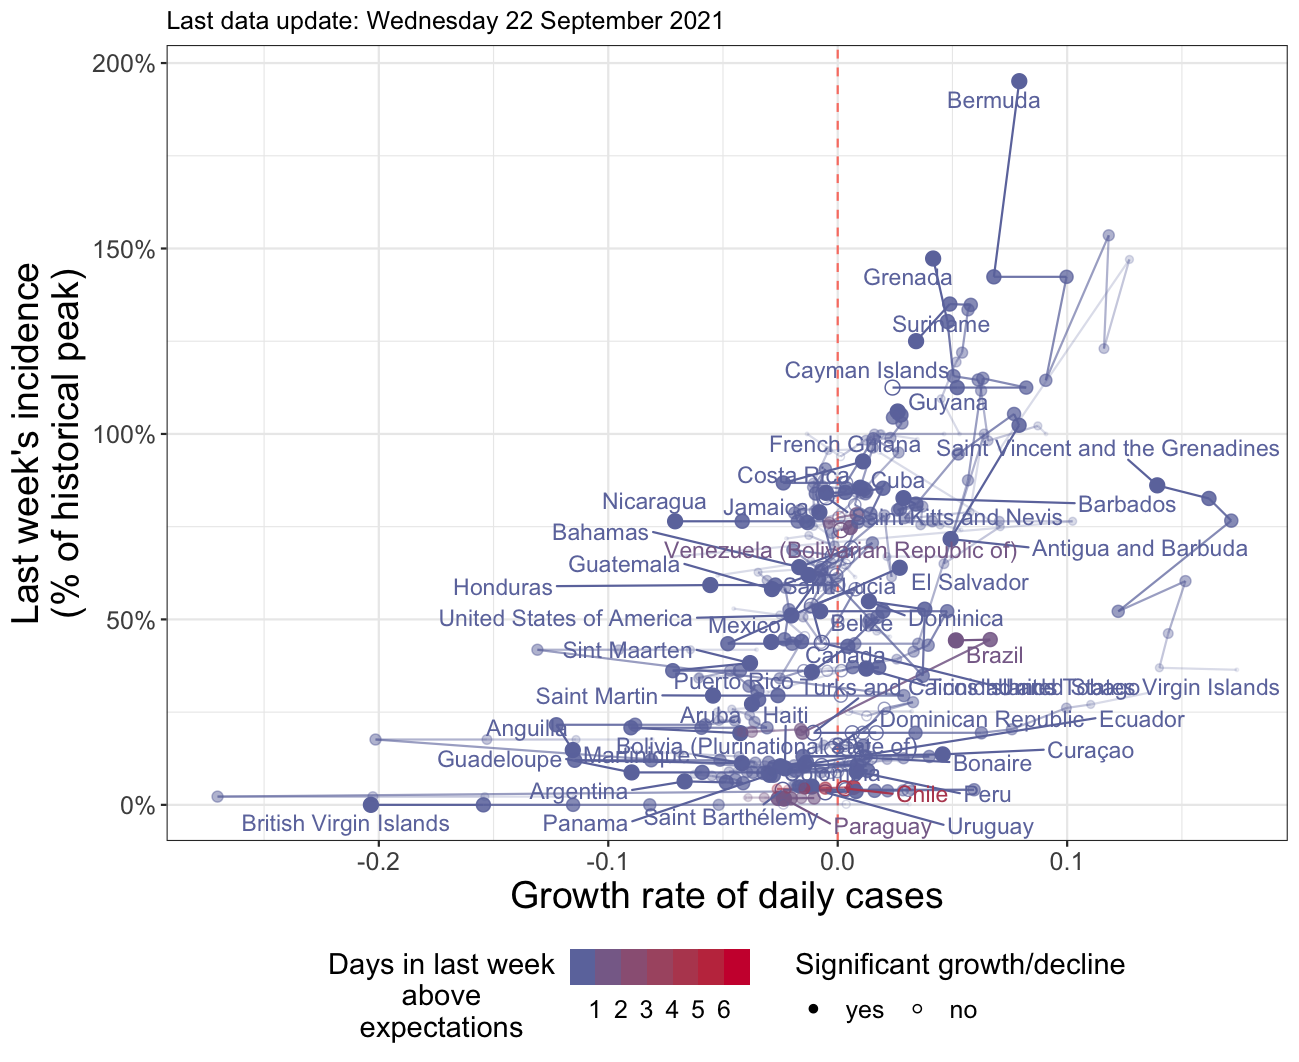 Last data update: Wednesday 22 September 2021
200%
150%
100%
50%
0%
Last week's incidence
(% of historical peak)
Bermuda
Grenada
Suriname
Cayman Islands
Guyana
French Guiana
Saint Vincent and the Grenadines
Costa Rica
Cuba
Nicaragua
Jamaica
Barbados
Saint Kitts and Nevis
Bahamas
Venezuela (Bolivarian Republic of)
Antigua and Barbuda
Guatemala
Honduras
Saint Lucia
El Salvador
United States of America
Mexico
Belize
Dominica
Sint Maarten
Canada
Brazil
Puerto Rico
Turks and Caicos Islands
United States Virgin Islands
Saint Martin
Aruba
Haiti
Dominican Republic
Ecuador
Anguilla
Bolivia (Plurinational State of)
Guadeloupe
Martinique
Curaçao
Bonaire
Colombia
Argentina
Chile
Peru
British Virgin Islands
Panama
Saint Barthélemy
Paraguay
Uruguay
-0.2
-0.1
0.0
0.1
Growth rate of daily cases
Days in last week
above
expectations
1 2 3 4 5 6
Significant growth/decline
yes
no